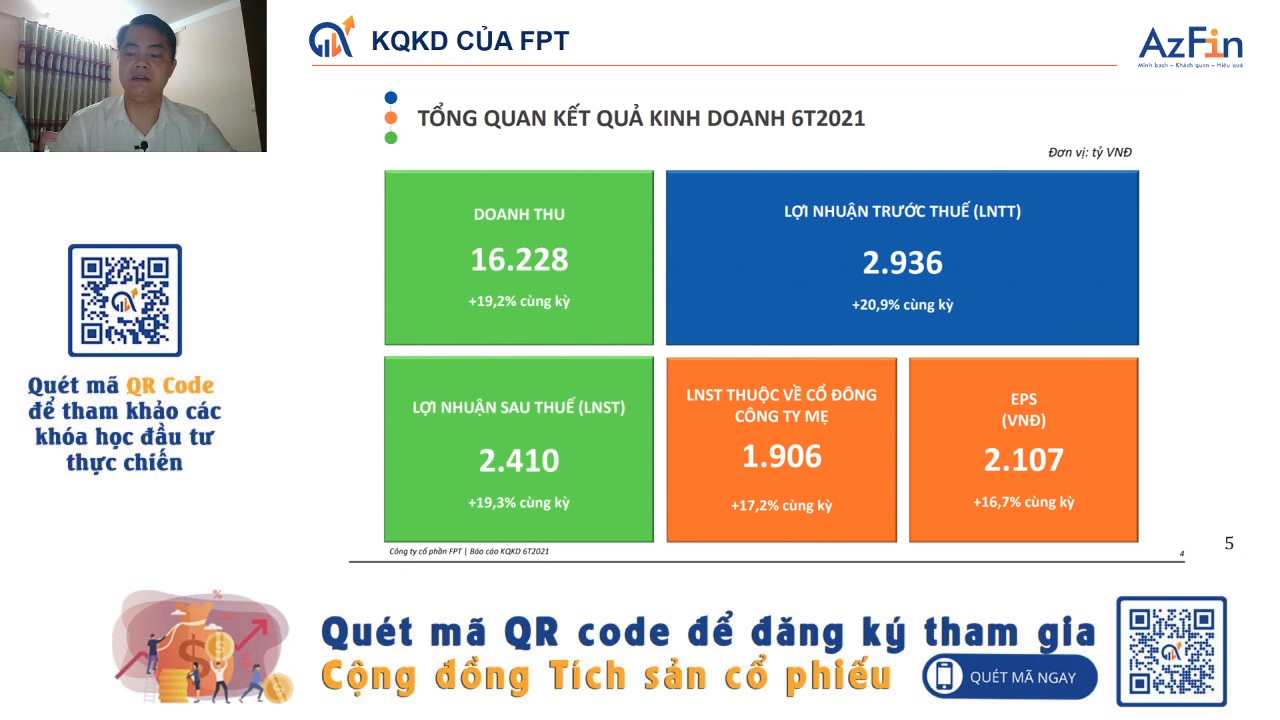 KQKD CỦA FPT
AzFin
Minh bạch – Khách quan – Hiệu quả
TỔNG QUAN KẾT QUẢ KINH DOANH 6T2021
Đơn vị: tỷ VNĐ
DOANH THU
16.228
+19,2% cùng kỳ
LỢI NHUẬN TRƯỚC THUẾ (LNTT)
2.936
+20,9% cùng kỳ
LỢI NHUẬN SAU THUẾ (LNST)
2.410
+19,3% cùng kỳ
LNST THUỘC VỀ CỔ ĐÔNG
CÔNG TY MẸ
1.906
+17,2% cùng kỳ
EPS
(VNĐ)
2.107
+16,7% cùng kỳ
Công ty cổ phần FPT | Báo cáo KQKD 6T2021
4
5
Quét mã QR Code
để tham khảo các
khóa học đầu tư
thực chiến
Quét mã QR code để đăng ký tham gia
Cộng đồng Tích sản cổ phiếu
QUÉT MÃ NGAY